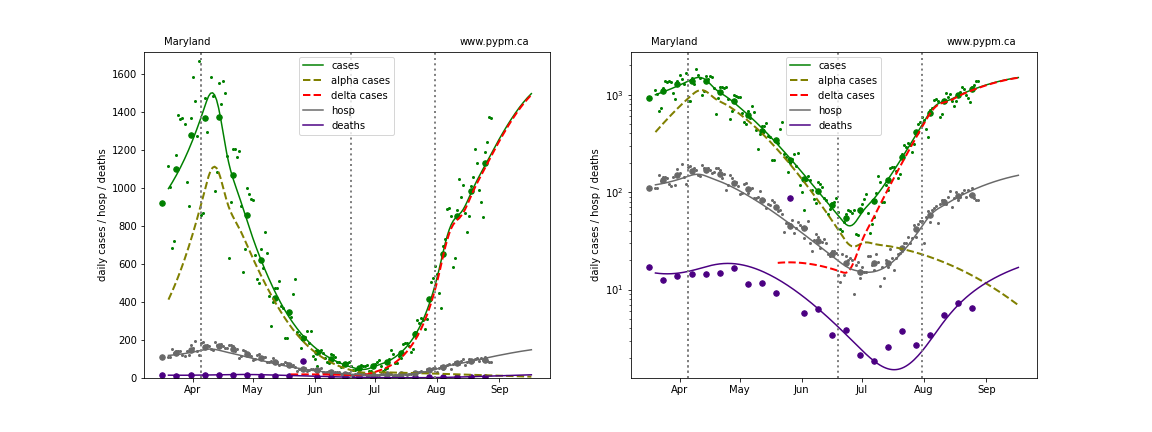 Maryland www.pypm.ca
cases
alpha cases
delta cases
hosp
deaths
daily cases / hosp / deaths
1600
1400
1200
1000
800
600
400
200
0
Apr May Jun Jul Aug Sep
Maryland www.pypm.ca
cases
alpha cases
delta cases
hosp
deaths
daily cases / hosp / deaths
10³
10²
10¹
Apr May Jun Jul Aug Sep